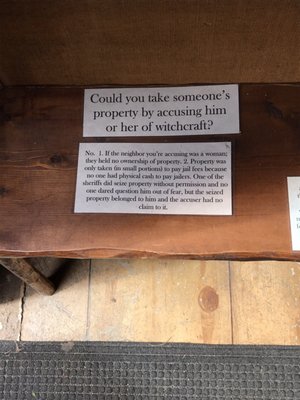 Could you take someone's
property by accusing him
or her of witchcraft?
No. 1. If the neighbor you're accusing was a woman;
they held no ownership of property. 2. Property was
only taken (in small portions) to pay jail fees because
no one had physical cash to pay jailers. One of the
sheriffs did seize property without permission and no
one dared question him out of fear, but the seized
property belonged to him and the accuser had no
claim to it.